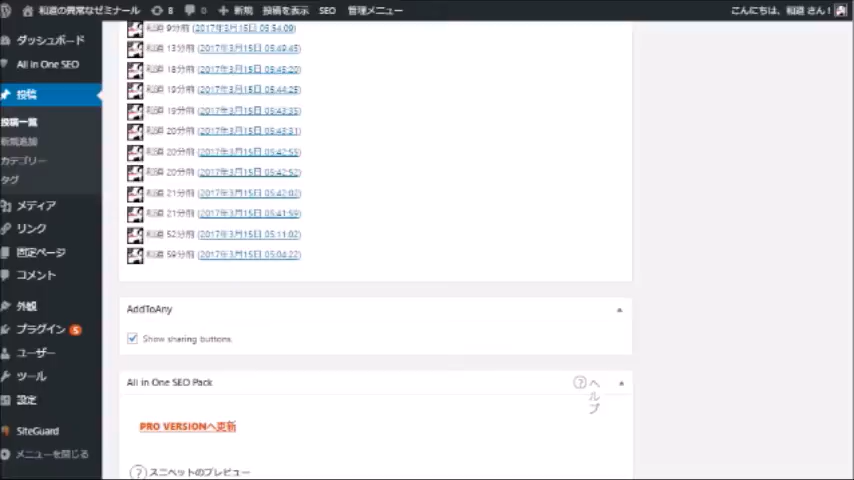 和道の異常なゼミナール 8 0 新規 投稿を表示 SEO 管理メニュー こんにちは、和道 さん!
ダッシュボード
All in One SEO
投稿
投稿一覧
新規追加
カテゴリー
タグ
メディア
リンク
固定ページ
コメント
外観
プラグイン 5
ユーザー
ツール
設定
SiteGuard
メニューを閉じる
和道 9分前 (2017年3月15日 05:54:09)
和道 13分前 (2017年3月15日 05:49:45)
和道 18分前 (2017年3月15日 05:45:20)
和道 19分前 (2017年3月15日 05:44:25)
和道 19分前 (2017年3月15日 05:43:35)
和道 20分前 (2017年3月15日 05:43:31)
和道 20分前 (2017年3月15日 05:42:55)
和道 20分前 (2017年3月15日 05:42:52)
和道 21分前 (2017年3月15日 05:42:02)
和道 21分前 (2017年3月15日 05:41:59)
和道 52分前 (2017年3月15日 05:11:02)
和道 59分前 (2017年3月15日 05:04:22)
AddToAny
Show sharing buttons.
All in One SEO Pack
ヘルプ
PRO VERSIONへ更新
スニペットのプレビュー